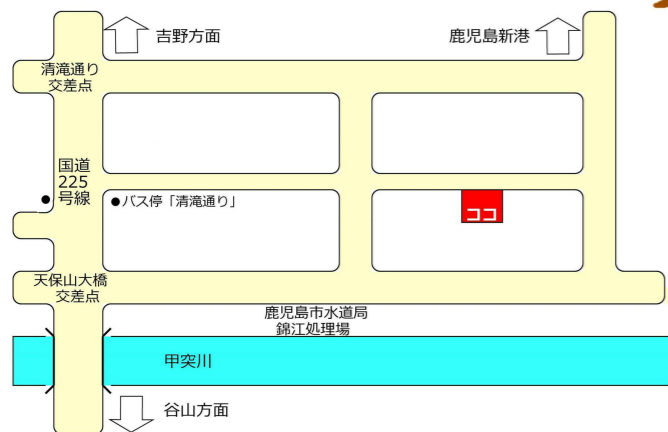 吉野方面
鹿児島新港
清滝通り
交差点
国道
225
号線
●バス停「清滝通り」
ココ
天保山大橋
交差点
鹿児島市水道局
錦江処理場
甲突川
谷山方面